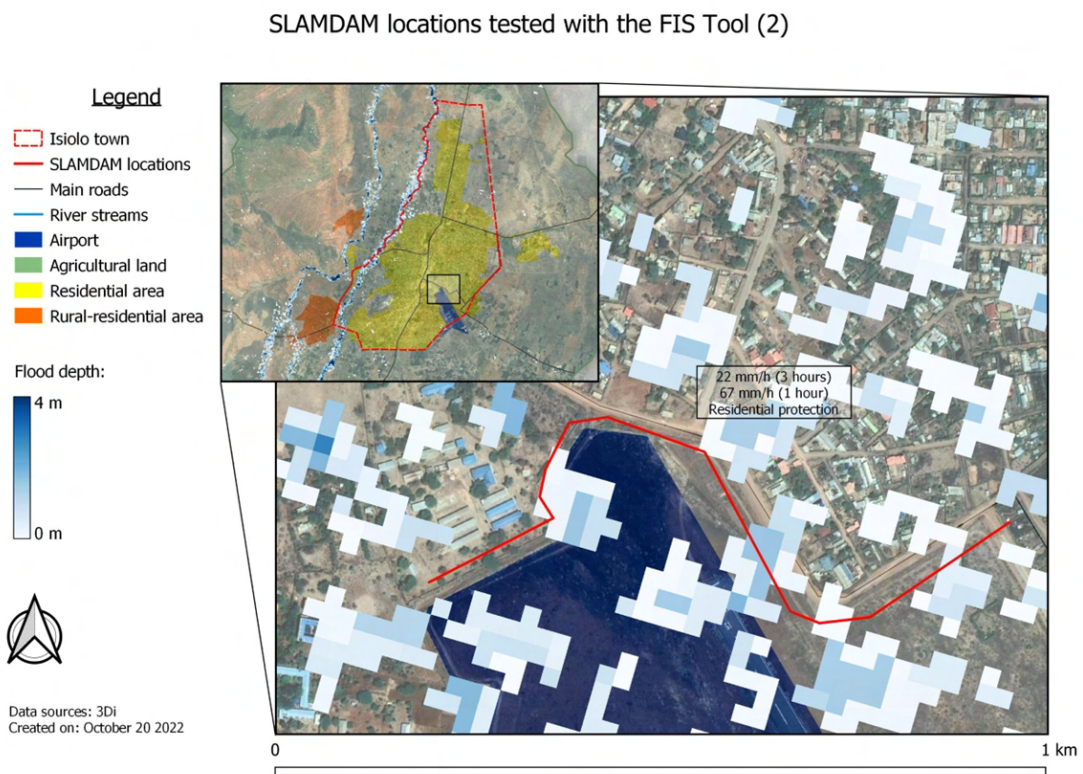 SLAMDAM locations tested with the FIS Tool (2)
Legend
Isiolo town
SLAMDAM locations
Main roads
River streams
Airport
Agricultural land
Residential area
Rural-residential area
Flood depth:
4 m
0 m
22 mm/h (3 hours)
67 mm/h (1 hour)
Residential protection
Data sources: 3Di
Created on: October 20 2022
0
1 km